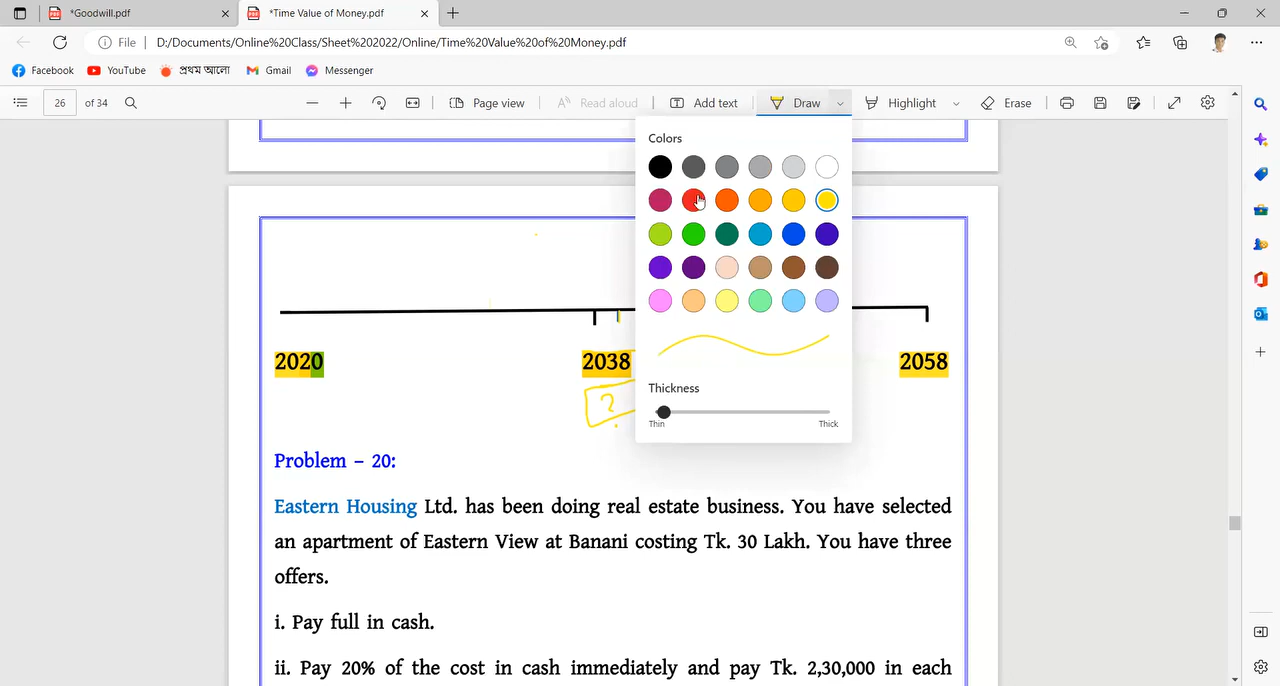 *Goodwill.pdf
*Time Value of Money.pdf
File D:/Documents/Online%20Class/Sheet%202022/Online/Time%20Value%20of%20Money.pdf
Facebook YouTube প্রথম আলো Gmail Messenger
26 of 34 Page view Read aloud Add text Draw Highlight Erase
Colors
Thickness
Thin Thick
2020 2038 2058
?
Problem – 20:
Eastern Housing Ltd. has been doing real estate business. You have selected
an apartment of Eastern View at Banani costing Tk. 30 Lakh. You have three
offers.
i. Pay full in cash.
ii. Pay 20% of the cost in cash immediately and pay Tk. 2,30,000 in each